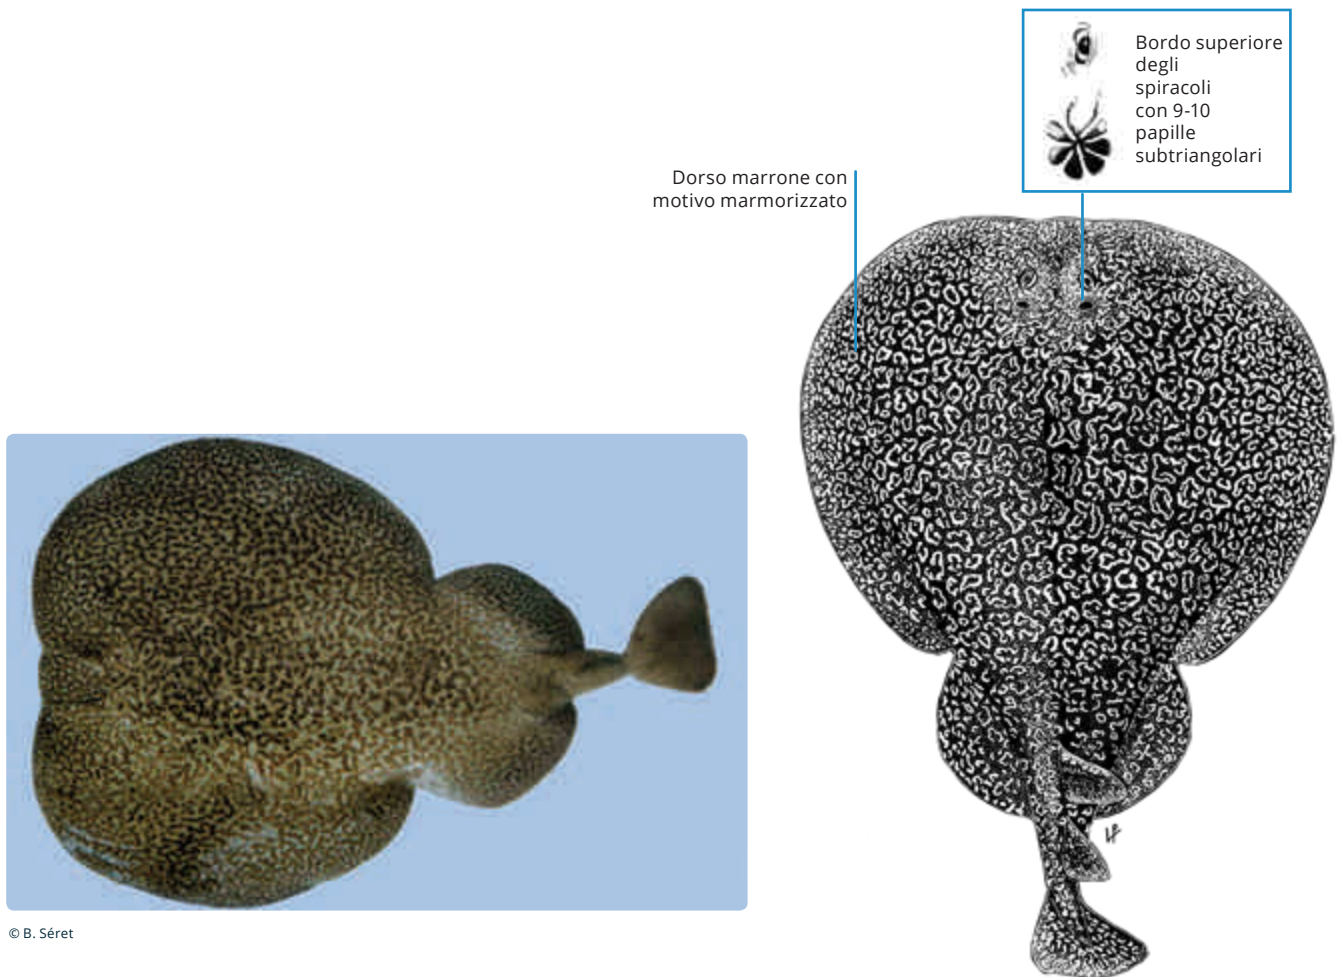 Bordo superiore
degli
spiracoli
con 9-10
papille
subtriangolari
Dorso marrone con
motivo marmorizzato
© B. Séret